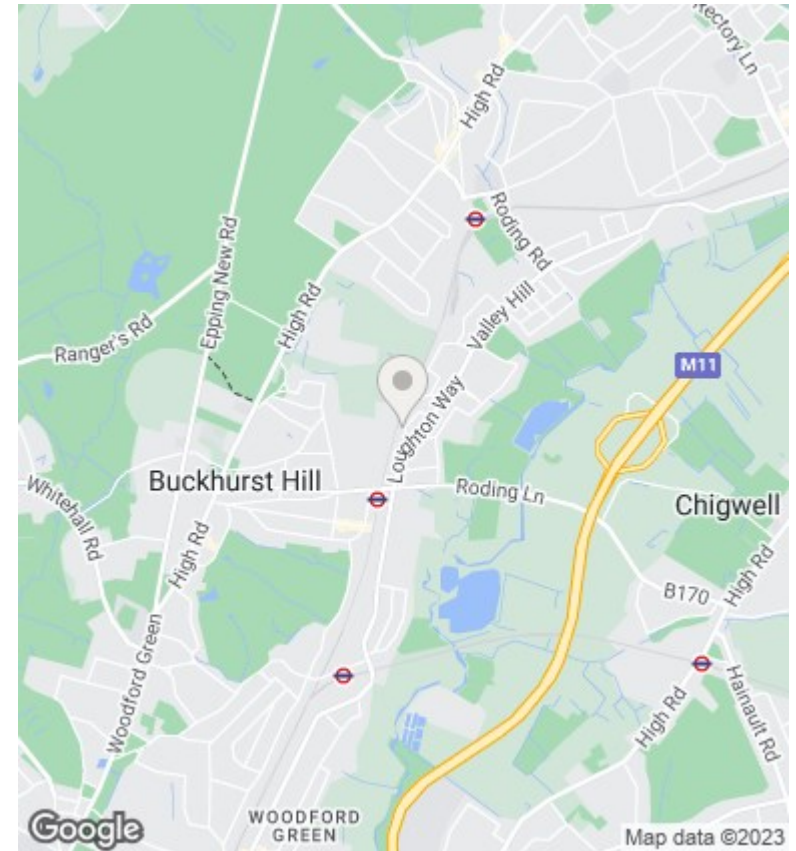 Rectory Ln
High Rd
Roding Rd
Epping New Rd
High Rd
Valley Hill
Ranger's Rd
M11
Loughton Way
Buckhurst Hill
Whitehall Rd
Roding Ln
Chigwell
High Rd
High Rd
B170
Woodford Green
Hainault Rd
High Rd
WOODFORD
GREEN
Google
Map data ©2023